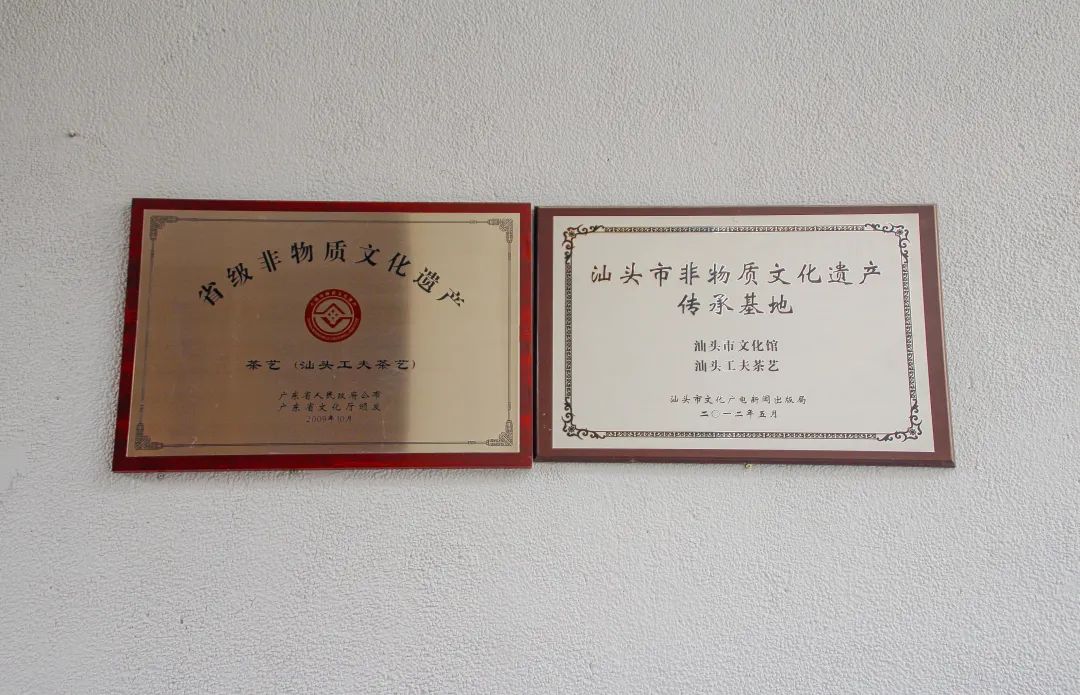 省级非物质文化遗产
茶艺（汕头工夫茶艺）
广东省人民政府公布
广东省文化厅颁发
2009年10月
汕头市非物质文化遗产
传承基地
汕头市文化馆
汕头工夫茶艺
汕头市文化广电新闻出版局
二〇一二年五月